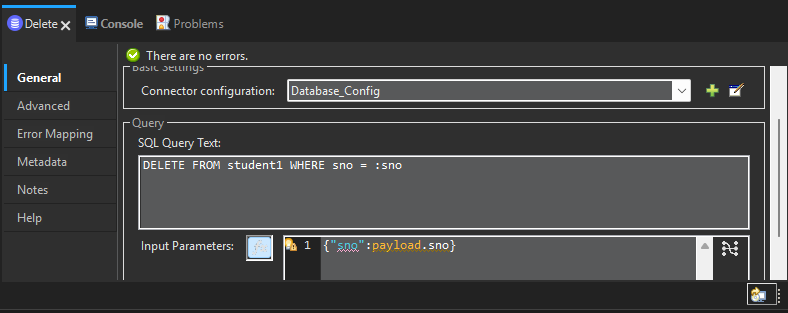 Delete
Console
Problems
There are no errors.
General
Advanced
Error Mapping
Metadata
Notes
Help
Basic Settings
Connector configuration:
Database_Config
Query
SQL Query Text:
DELETE FROM student1 WHERE sno = :sno
Input Parameters:
1 {"sno":payload.sno}